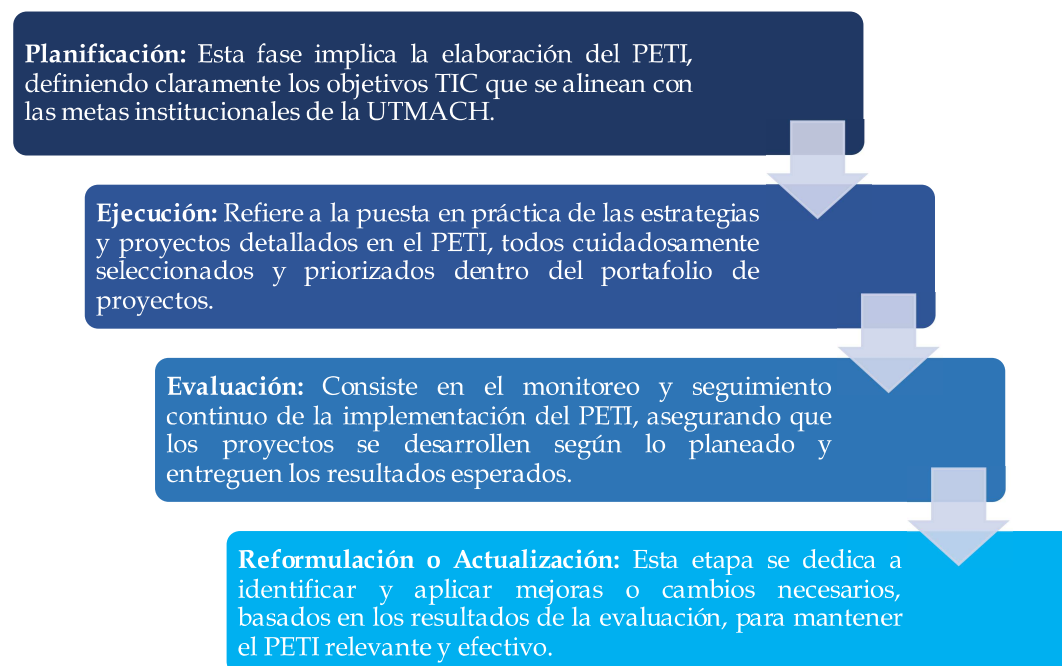 Planificación: Esta fase implica la elaboración del PETI,
definiendo claramente los objetivos TIC que se alinean con
las metas institucionales de la UTMACH.
Ejecución: Refiere a la puesta en práctica de las estrategias
y proyectos detallados en el PETI, todos cuidadosamente
seleccionados y priorizados dentro del portafolio de
proyectos.
Evaluación: Consiste en el monitoreo y seguimiento
continuo de la implementación del PETI, asegurando que
los proyectos se desarrollen según lo planeado y
entreguen los resultados esperados.
Reformulación o Actualización: Esta etapa se dedica a
identificar y aplicar mejoras o cambios necesarios,
basados en los resultados de la evaluación, para mantener
el PETI relevante y efectivo.